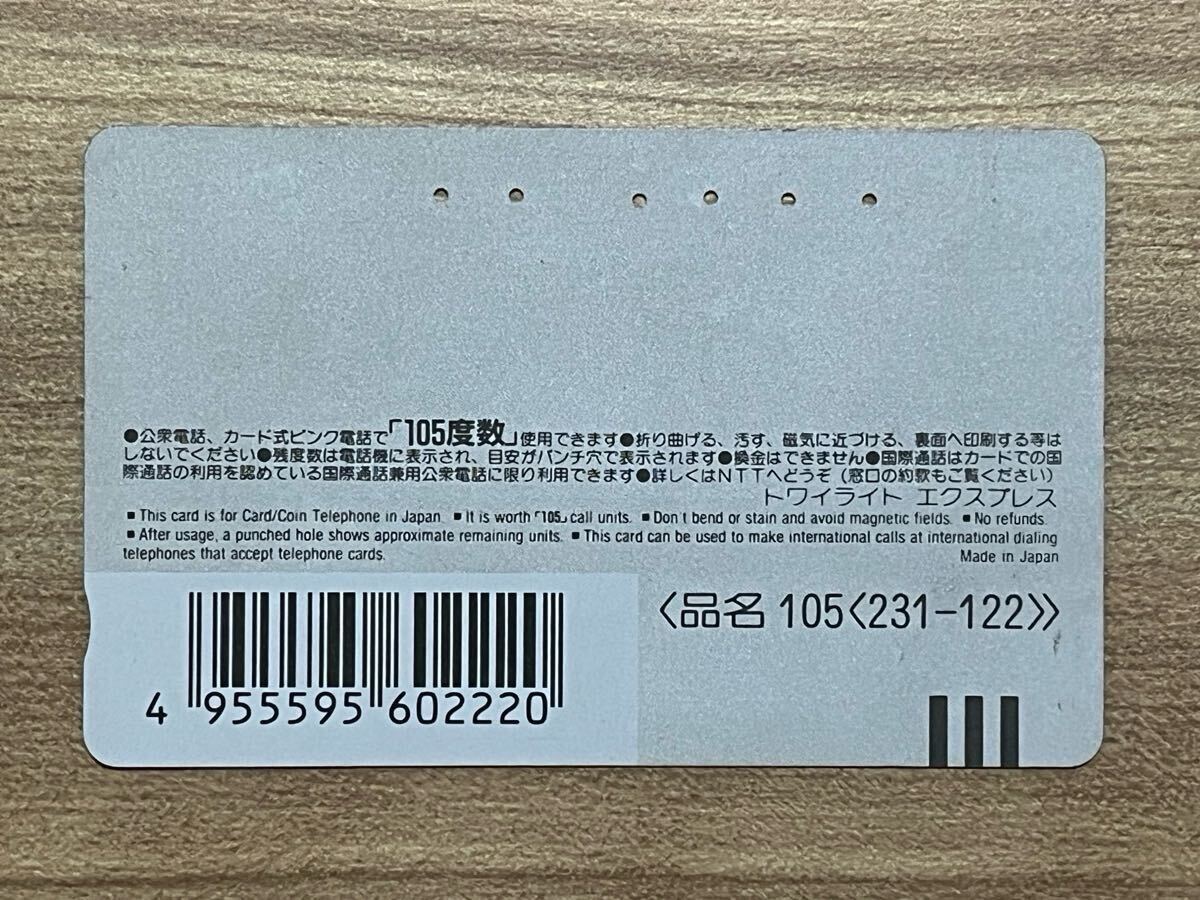 ●公衆電話、カード式ピンク電話で「105度数」使用できます●折り曲げる、汚す、磁気に近づける、裏面へ印刷する等は
しないでください●残度数は電話機に表示され、目安がパンチ穴で表示されます●換金はできません●国際通話はカードでの国
際通話の利用を認めている国際通話兼用公衆電話に限り利用できます●詳しくはNTTへどうぞ（窓口の約款もご覧ください）
トワイライト エクスプレス
■ This card is for Card/Coin Telephone in Japan. ■ It is worth「105」call units. ■ Don't bend or stain and avoid magnetic fields. ■ No refunds.
■ After usage, a punched hole shows approximate remaining units. ■ This card can be used to make international calls at international dialing
telephones that accept telephone cards.
Made in Japan
〈品名 105〈231-122〉〉
4 955595 602220